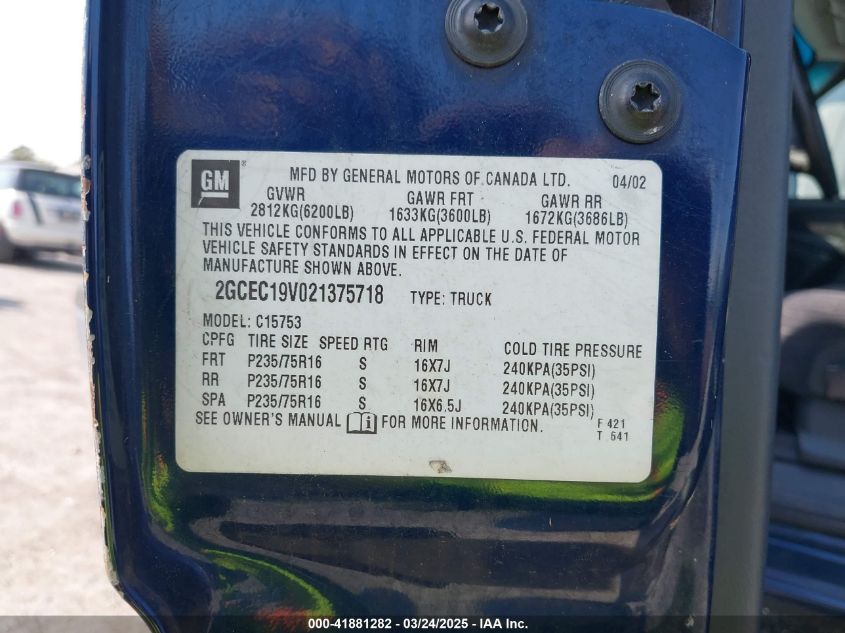 GM ® MFD BY GENERAL MOTORS OF CANADA LTD. 04/02
GVWR GAWR FRT GAWR RR
2812KG(6200LB) 1633KG(3600LB) 1672KG(3686LB)
THIS VEHICLE CONFORMS TO ALL APPLICABLE U.S. FEDERAL MOTOR
VEHICLE SAFETY STANDARDS IN EFFECT ON THE DATE OF
MANUFACTURE SHOWN ABOVE.
2GCEC19V021375718 TYPE: TRUCK
MODEL: C15753
CPFG TIRE SIZE SPEED RTG RIM COLD TIRE PRESSURE
FRT P235/75R16 S 16X7J 240KPA(35PSI)
RR P235/75R16 S 16X7J 240KPA(35PSI)
SPA P235/75R16 S 16X6.5J 240KPA(35PSI)
SEE OWNER'S MANUAL i FOR MORE INFORMATION. F 421
T 641
000-41881282 - 03/24/2025 - IAA Inc.